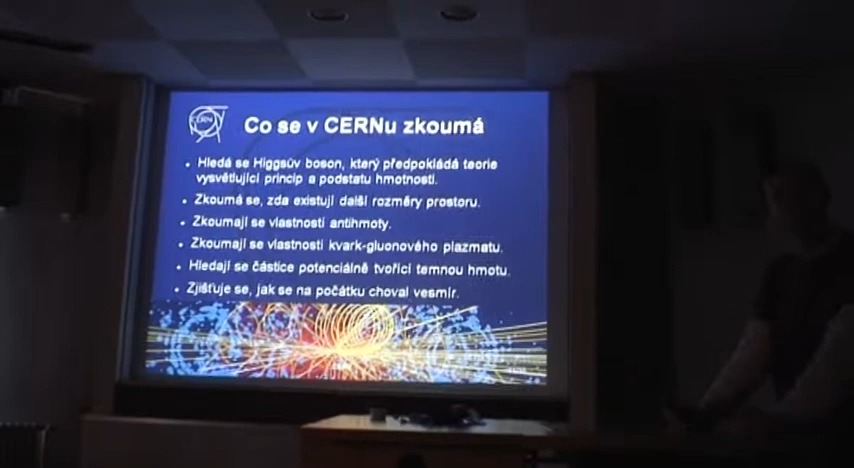 CERN
Co se v CERNu zkoumá
• Hledá se Higgsův boson, který předpokládá teorie
vysvětlující princip a podstatu hmotnosti.
• Zkoumá se, zda existují další rozměry prostoru.
• Zkoumají se vlastnosti antihmoty.
• Zkoumají se vlastnosti kvark-gluonového plazmatu.
• Hledají se částice potenciálně tvořící temnou hmotu.
• Zjišťuje se, jak se na počátku choval vesmír.